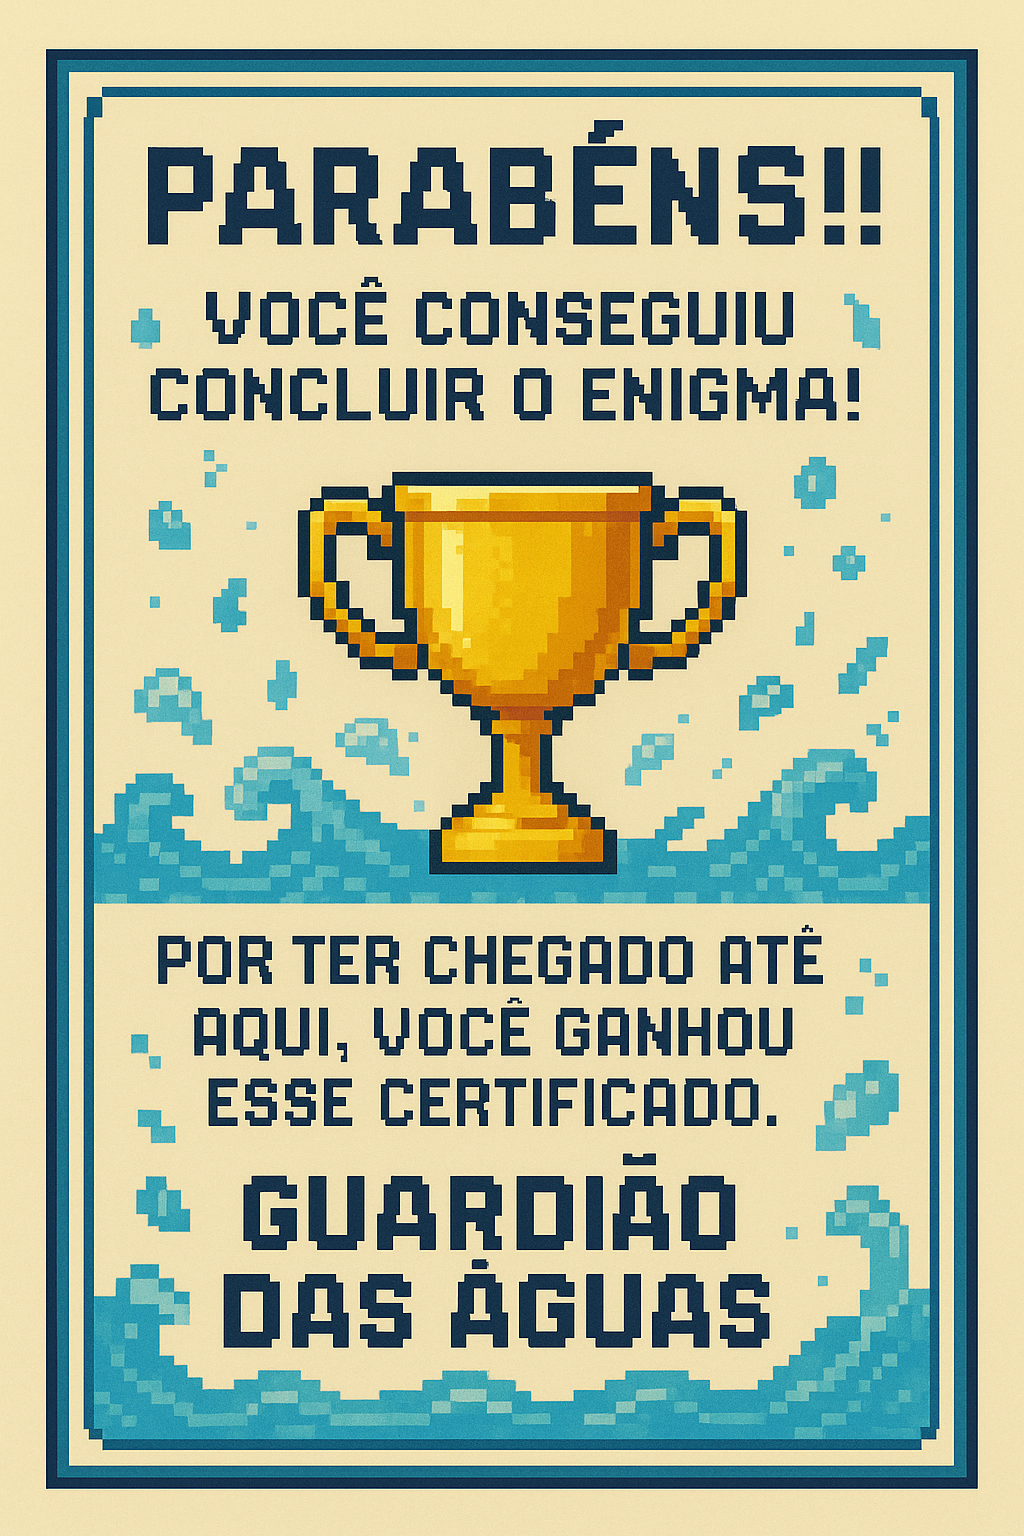 PARABÉNS!!
VOCÊ CONSEGUIU
CONCLUIR O ENIGMA!
POR TER CHEGADO ATÊ
AQUI, VOCÊ GANHOU
ESSE CERTIFICADO.
GUARDIÃO
DAS ÁGUAS